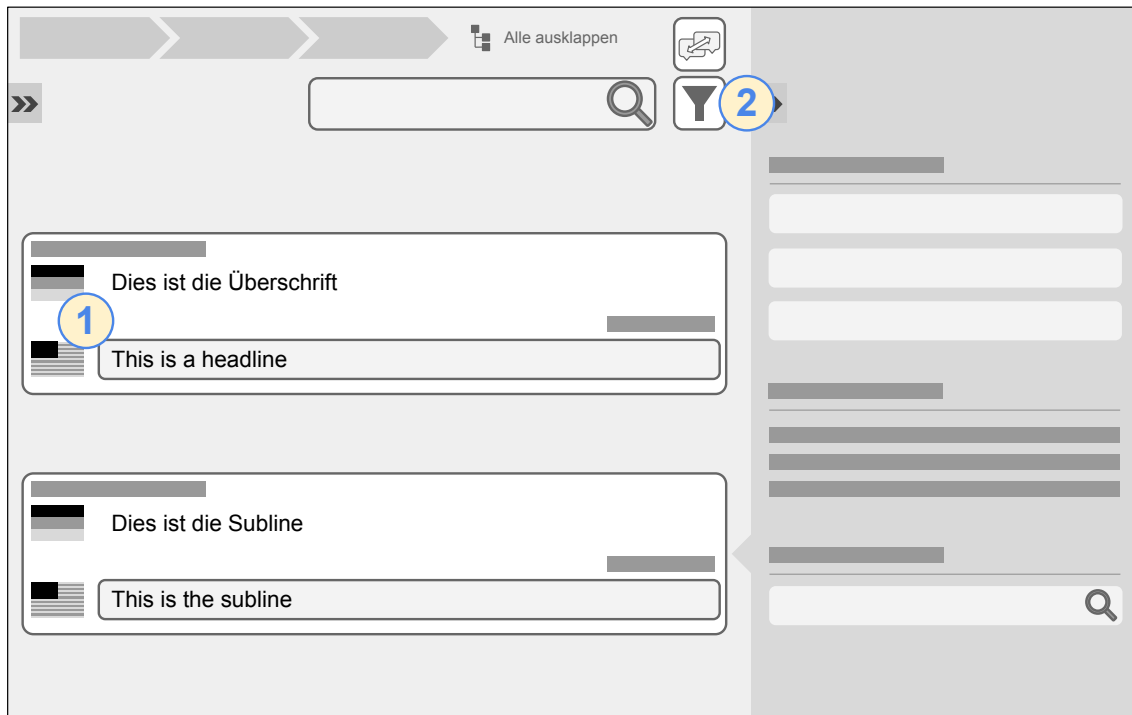 Alle ausklappen
2
Dies ist die Überschrift
1
This is a headline
Dies ist die Subline
This is the subline